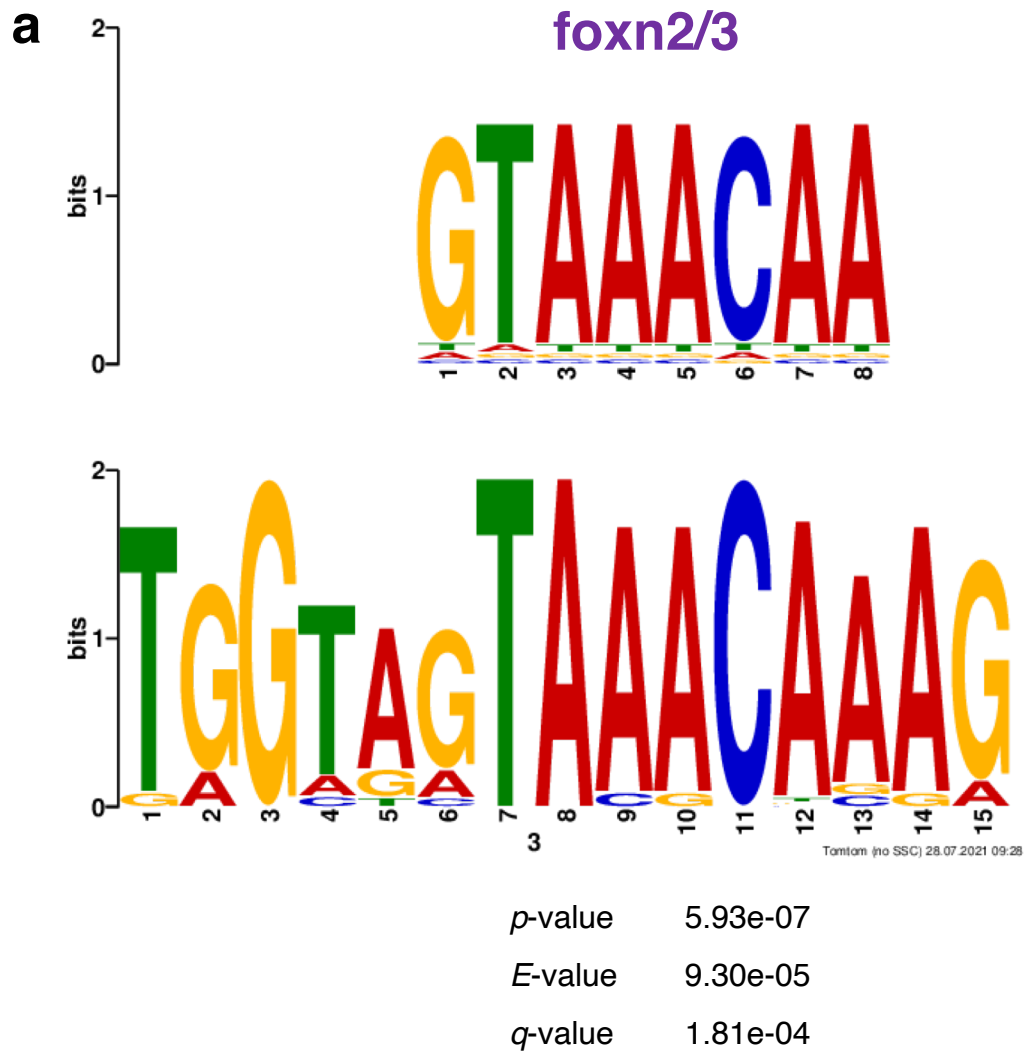 a
foxn2/3
2
bits
1
0
GTAAACAA
1 2 3 4 5 6 7 8
2
bits
1
0
TGGTAGTAAACAAAG
1 2 3 4 5 6 7 8 9 10 11 12 13 14 15
3
Tomtom (no SSC) 28.07.2021 09:28
p-value 5.93e-07
E-value 9.30e-05
q-value 1.81e-04